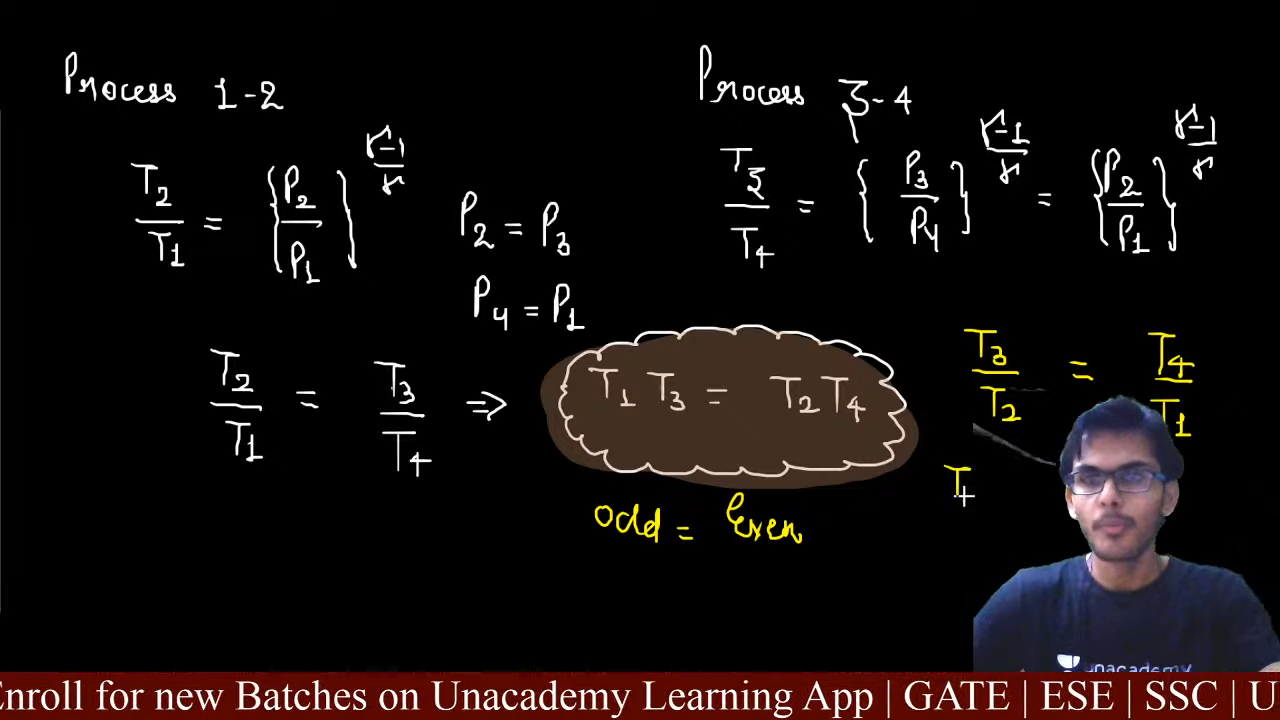 Process 1-2
T2/T1 = {P2/P1}^(γ-1)/γ
P2 = P3
P4 = P1
T2/T1 = T3/T4 ⇒ T1 T3 = T2 T4
odd = Even
Process 3-4
T3/T4 = {P3/P4}^(γ-1)/γ = {P2/P1}^(γ-1)/γ
T3/T2 = T4/T1
T
unacademy
Enroll for new Batches on Unacademy Learning App | GATE | ESE | SSC | U